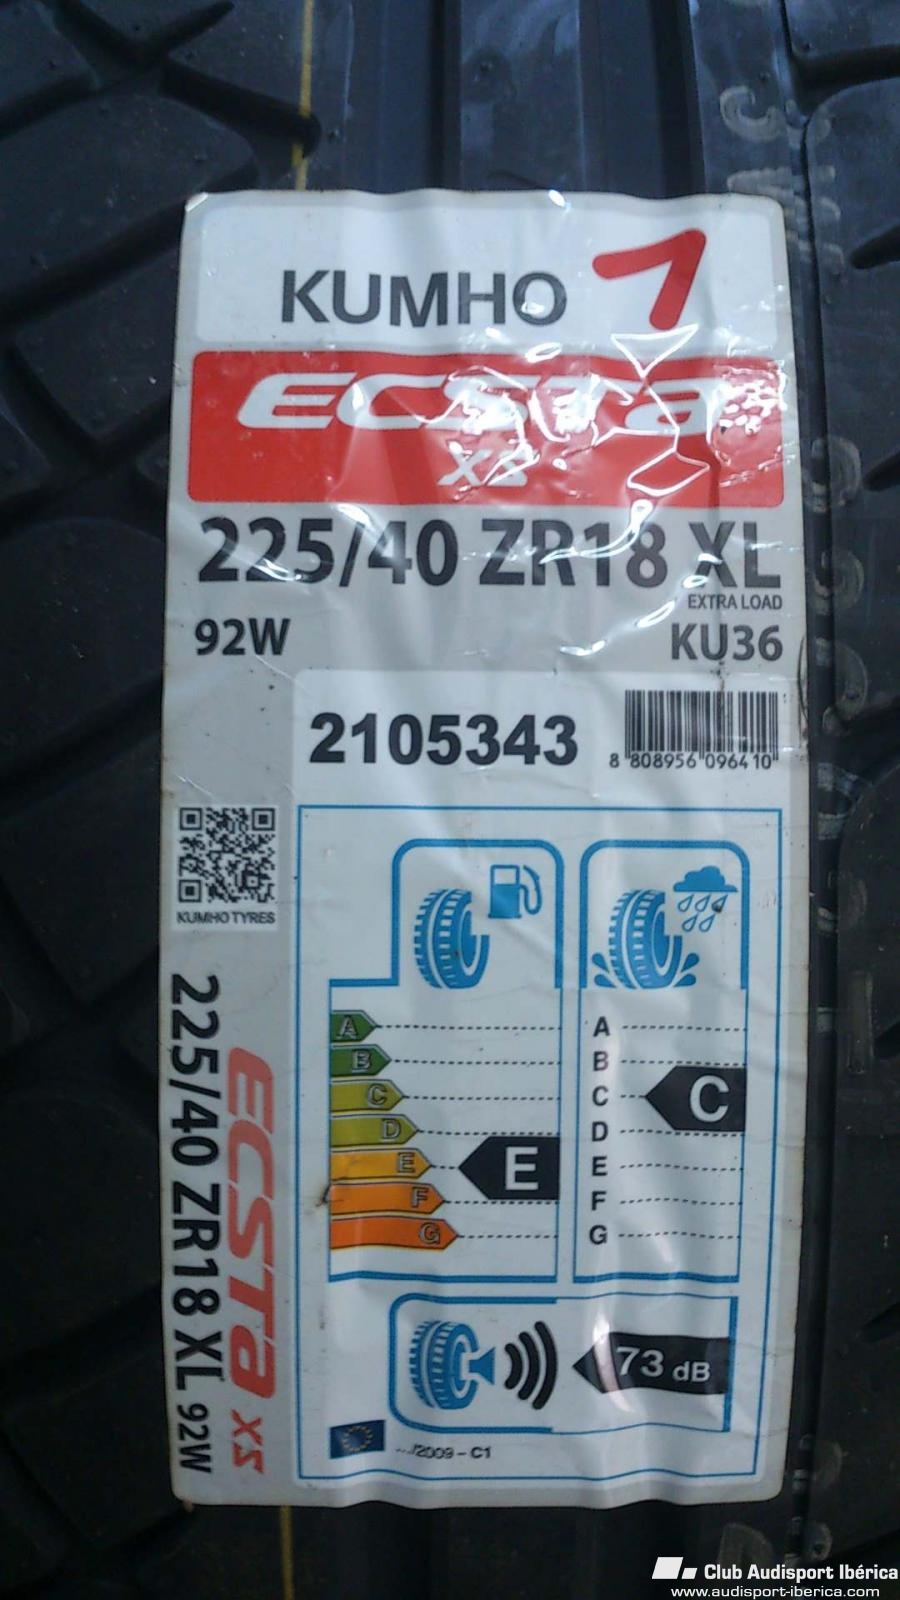 KUMHO
ECSTA
XS
225/40 ZR18 XL
EXTRA LOAD
92W
KU36
2105343
8 808956 096410
KUMHO TYRES
A
B
C
D
E
F
G
E
A
B
C
D
E
F
G
C
73 dB
.../2009 - C1
225/40 ZR18 XL 92W
ECSTA XS
Club Audisport Ibérica
www.audisport-iberica.com